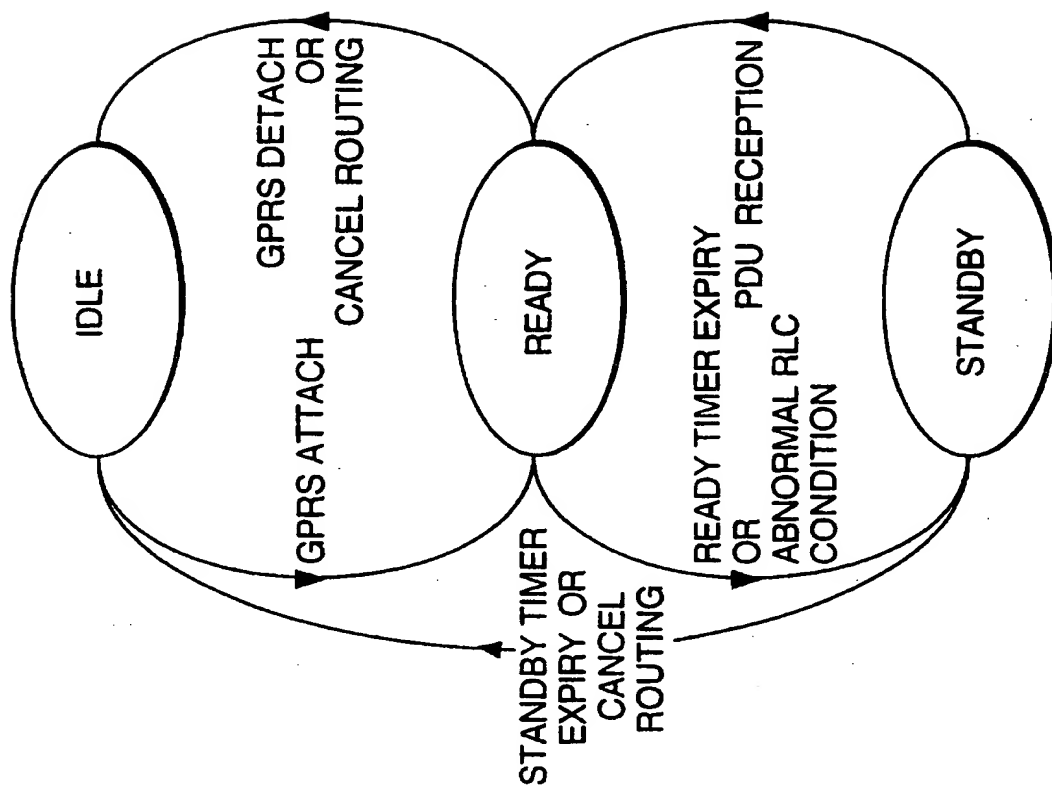 IDLE
GPRS ATTACH
GPRS DETACH
OR
CANCEL ROUTING
STANDBY TIMER
EXPIRY OR
CANCEL
ROUTING
READY
READY TIMER EXPIRY
OR
ABNORMAL RLC
CONDITION
PDU RECEPTION
STANDBY